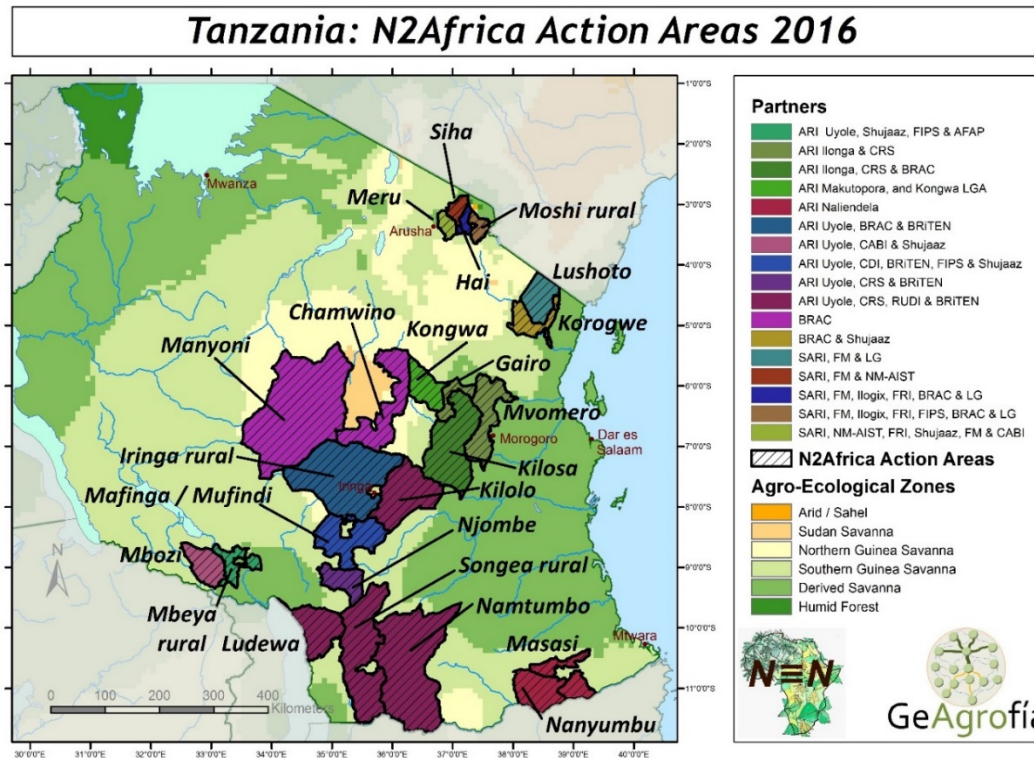 Tanzania: N2Africa Action Areas 2016
Siha
Mwanza
Meru
Moshi rural
Arusha
Hai
Lushoto
Chamwino
Kongwa
Korogwe
Manyoni
Gairo
Mvomero
Morogoro
Dar es
Salaam
Iringa rural
Kilosa
Iringa
Kilolo
Mafinga / Mufindi
Njombe
Mbozi
Songea rural
Mbeya
rural
Ludewa
Namtumbo
Masasi
Mtwara
Nanyumbu
N
0 100 200 300 400
Kilometers
1°0'0"S
2°0'0"S
3°0'0"S
4°0'0"S
5°0'0"S
6°0'0"S
7°0'0"S
8°0'0"S
9°0'0"S
10°0'0"S
11°0'0"S
30°0'0"E 31°0'0"E 32°0'0"E 33°0'0"E 34°0'0"E 35°0'0"E 36°0'0"E 37°0'0"E 38°0'0"E 39°0'0"E 40°0'0"E
Partners
ARI Uyole, Shujaaz, FIPS & AFAP
ARI Ilonga & CRS
ARI Ilonga, CRS & BRAC
ARI Makutopora, and Kongwa LGA
ARI Naliendela
ARI Uyole, BRAC & BRiTEN
ARI Uyole, CABI & Shujaaz
ARI Uyole, CDI, BRiTEN, FIPS & Shujaaz
ARI Uyole, CRS & BRiTEN
ARI Uyole, CRS, RUDI & BRiTEN
BRAC
BRAC & Shujaaz
SARI, FM & LG
SARI, FM & NM-AIST
SARI, FM, Ilogix, FRI, BRAC & LG
SARI, FM, Ilogix, FRI, FIPS, BRAC & LG
SARI, NM-AIST, FRI, Shujaaz, FM & CABI
N2Africa Action Areas
Agro-Ecological Zones
Arid / Sahel
Sudan Savanna
Northern Guinea Savanna
Southern Guinea Savanna
Derived Savanna
Humid Forest
N≡N
GeAgrofía